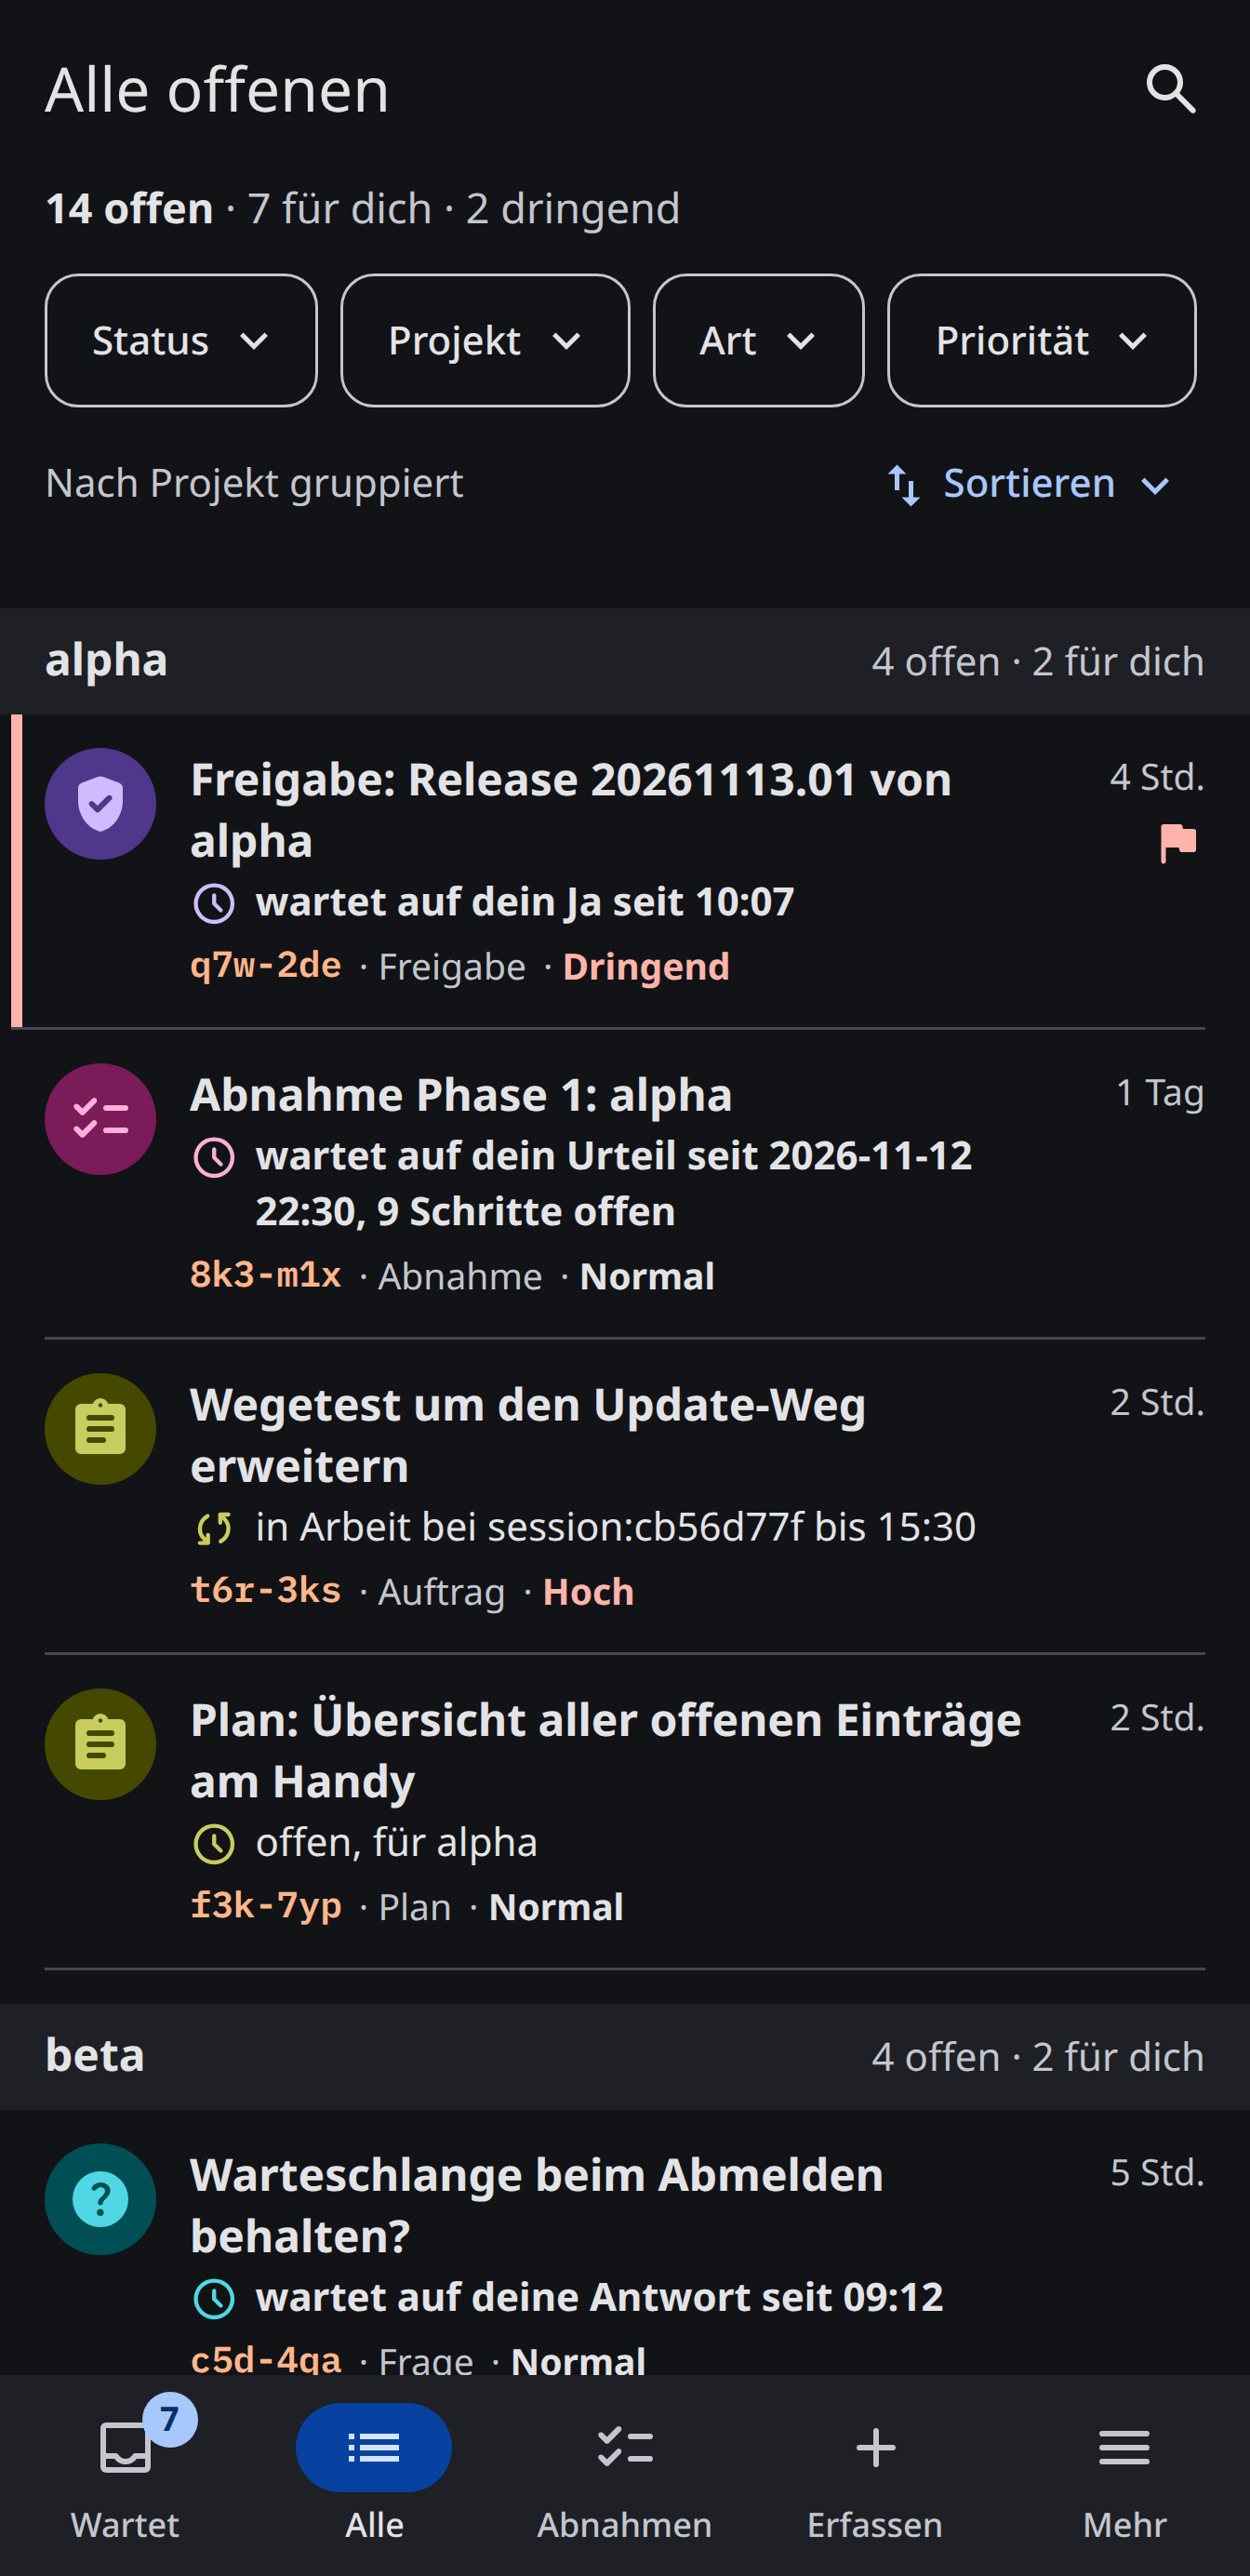 Alle offenen
14 offen · 7 für dich · 2 dringend
Status Projekt Art Priorität
Nach Projekt gruppiert Sortieren
alpha 4 offen · 2 für dich
Freigabe: Release 20261113.01 von 4 Std.
alpha
wartet auf dein Ja seit 10:07
q7w-2de · Freigabe · Dringend
Abnahme Phase 1: alpha 1 Tag
wartet auf dein Urteil seit 2026-11-12
22:30, 9 Schritte offen
8k3-m1x · Abnahme · Normal
Wegetest um den Update-Weg 2 Std.
erweitern
in Arbeit bei session:cb56d77f bis 15:30
t6r-3ks · Auftrag · Hoch
Plan: Übersicht aller offenen Einträge 2 Std.
am Handy
offen, für alpha
f3k-7yp · Plan · Normal
beta 4 offen · 2 für dich
Warteschlange beim Abmelden 5 Std.
behalten?
wartet auf deine Antwort seit 09:12
· Frage · Normal
7
Wartet Alle Abnahmen Erfassen Mehr